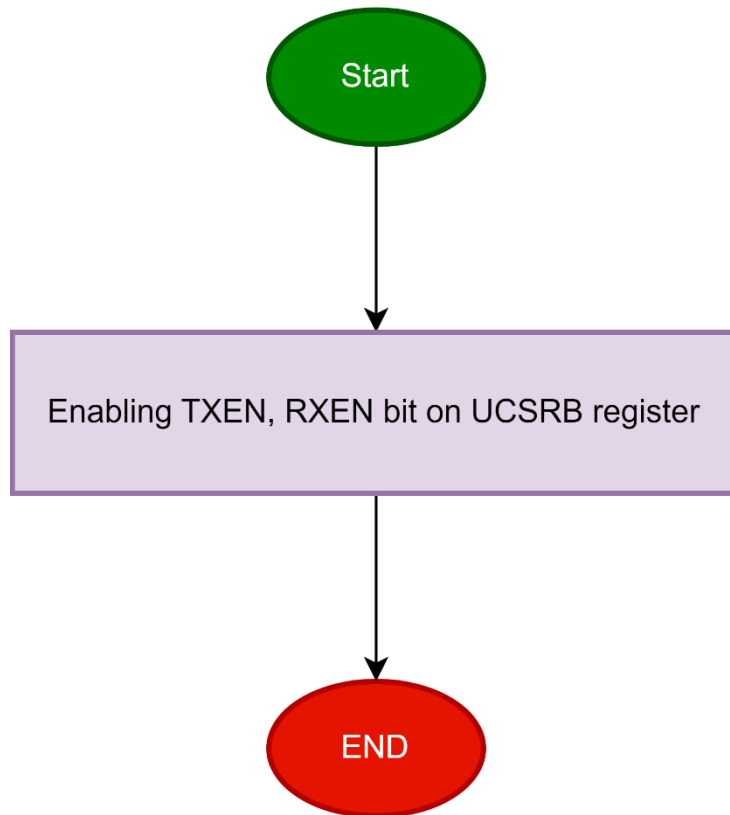 Start
Enabling TXEN, RXEN bit on UCSRB register
END